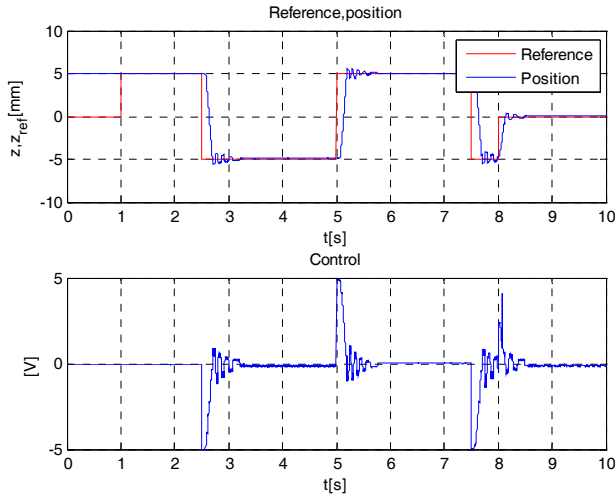 Reference,position
z,z_ref[mm]
10
5
0
-5
-10
Reference
Position
0 1 2 3 4 5 6 7 8 9 10
t[s]
Control
[V]
5
0
-5
0 1 2 3 4 5 6 7 8 9 10
t[s]